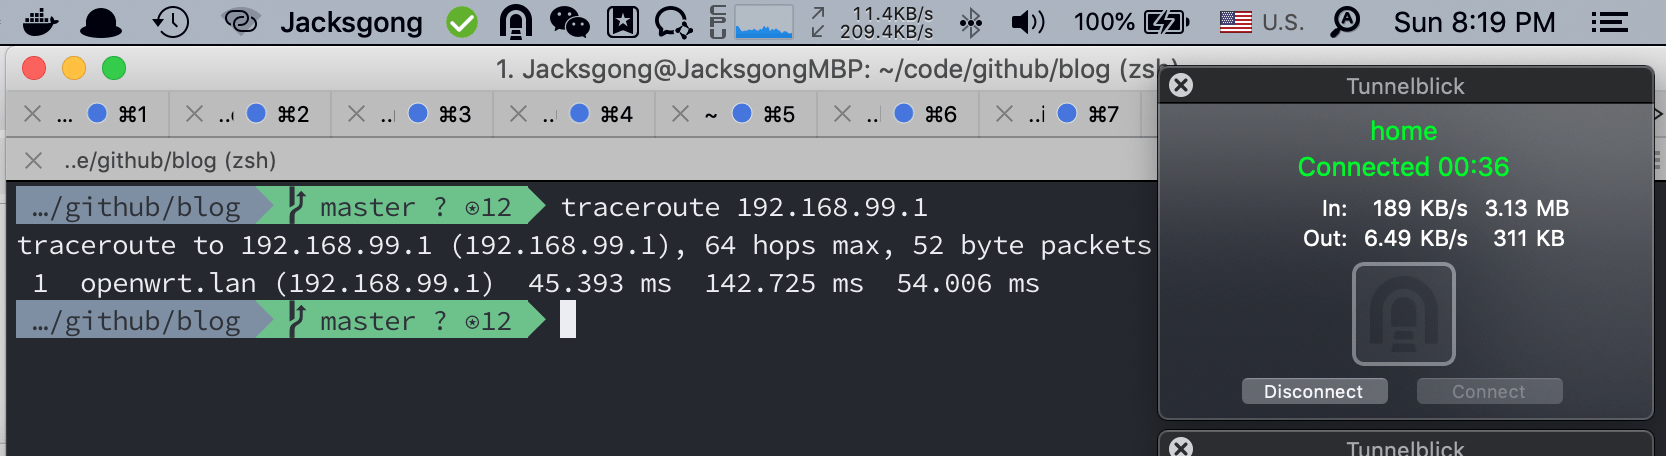 Jacksgong CPU 11.4KB/s 209.4KB/s 100% U.S. Sun 8:19 PM
1. Jacksgong@JacksgongMBP: ~/code/github/blog (zsh)
... ⌘1 ⌘2 ⌘3 ⌘4 ~ ⌘5 ⌘6 ..i ⌘7
..e/github/blog (zsh)
…/github/blog master ? ⍟12 traceroute 192.168.99.1
traceroute to 192.168.99.1 (192.168.99.1), 64 hops max, 52 byte packets
1 openwrt.lan (192.168.99.1) 45.393 ms 142.725 ms 54.006 ms
…/github/blog master ? ⍟12
Tunnelblick
home
Connected 00:36
In: 189 KB/s 3.13 MB
Out: 6.49 KB/s 311 KB
Disconnect Connect
Tunnelblick